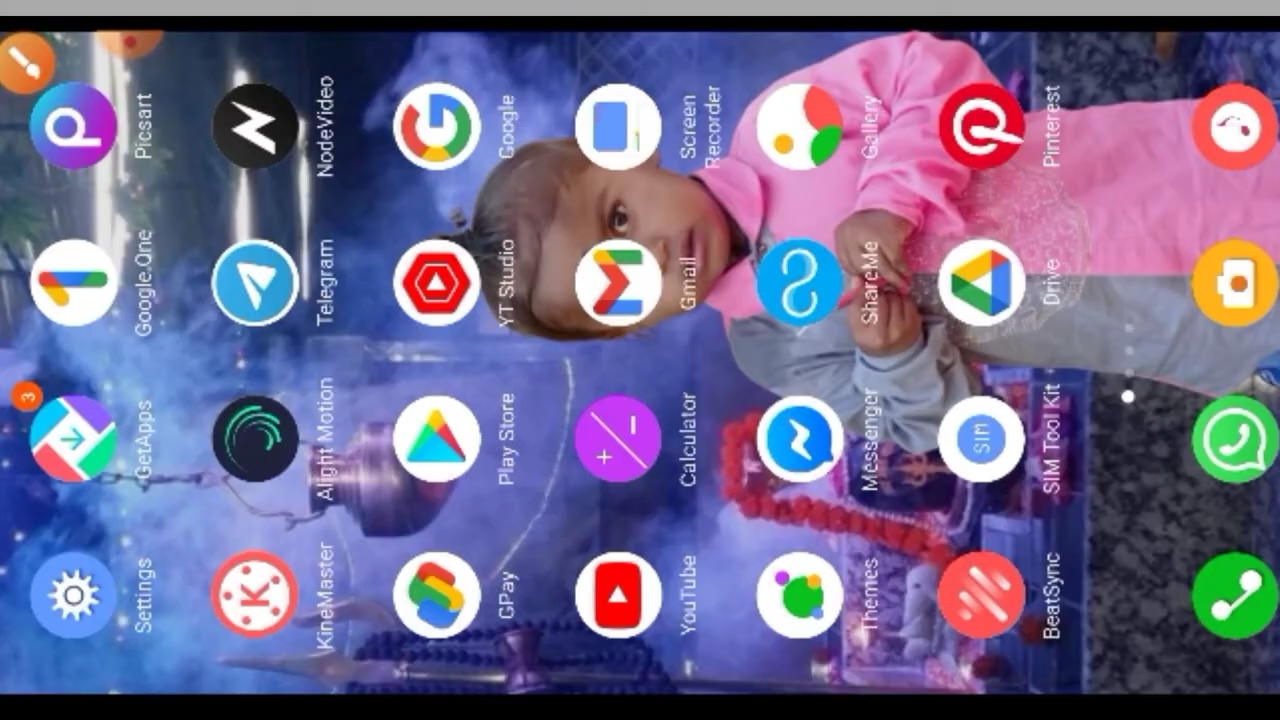 3
Settings
GetApps
Google One
Picsart
KineMaster
Alight Motion
Telegram
NodeVideo
GPay
Play Store
YT Studio
Google
YouTube
Calculator
Gmail
Screen
Recorder
Themes
Messenger
ShareMe
Gallery
SIM
BeatSync
SIM Tool Kit
Drive
Pinterest